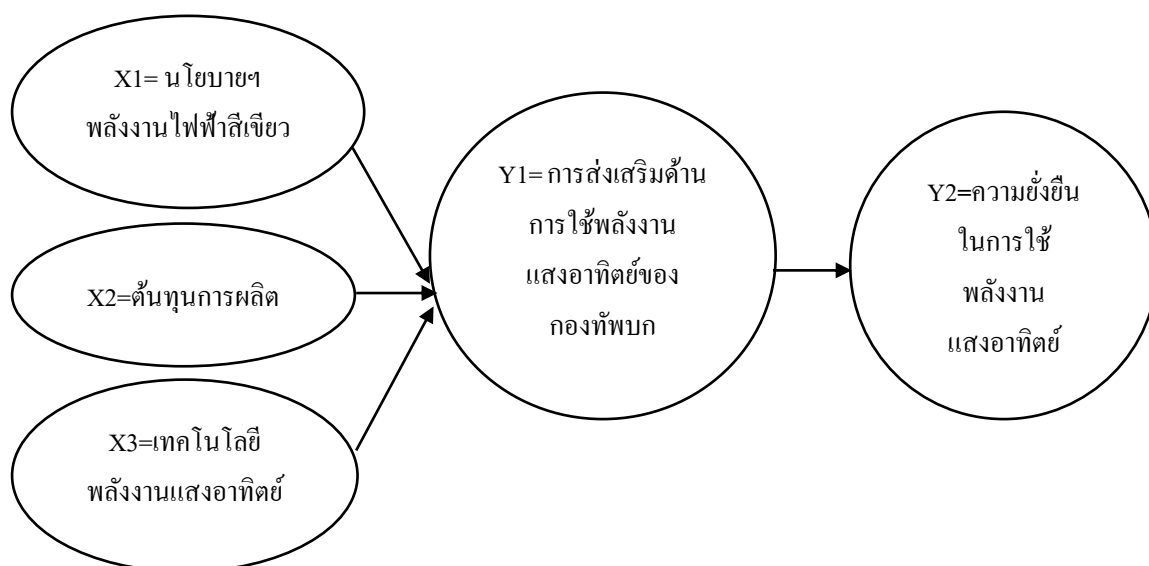 X1= นโยบายฯ
พลังงานไฟฟ้าสีเขียว
X2=ต้นทุนการผลิต
X3=เทคโนโลยี
พลังงานแสงอาทิตย์
Y1= การส่งเสริมด้าน
การใช้พลังงาน
แสงอาทิตย์ของ
กองทัพบก
Y2=ความยั่งยืน
ในการใช้
พลังงาน
แสงอาทิตย์